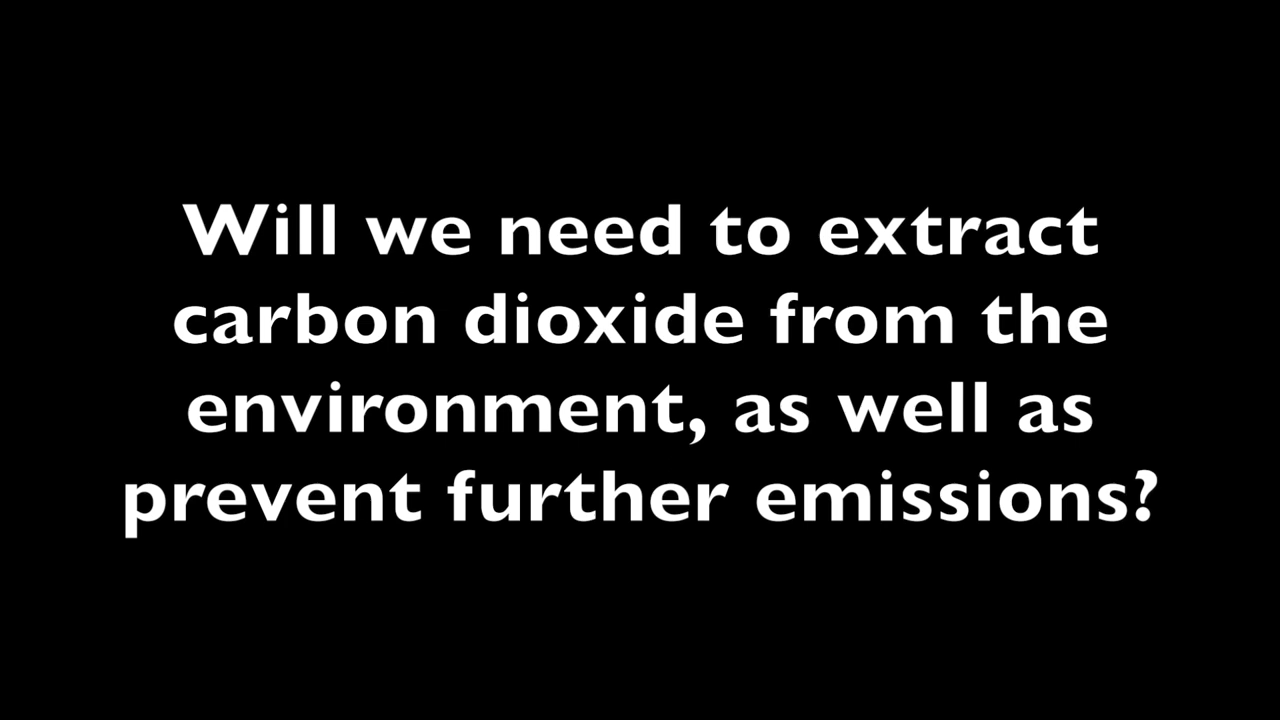 Will we need to extract
carbon dioxide from the
environment, as well as
prevent further emissions?